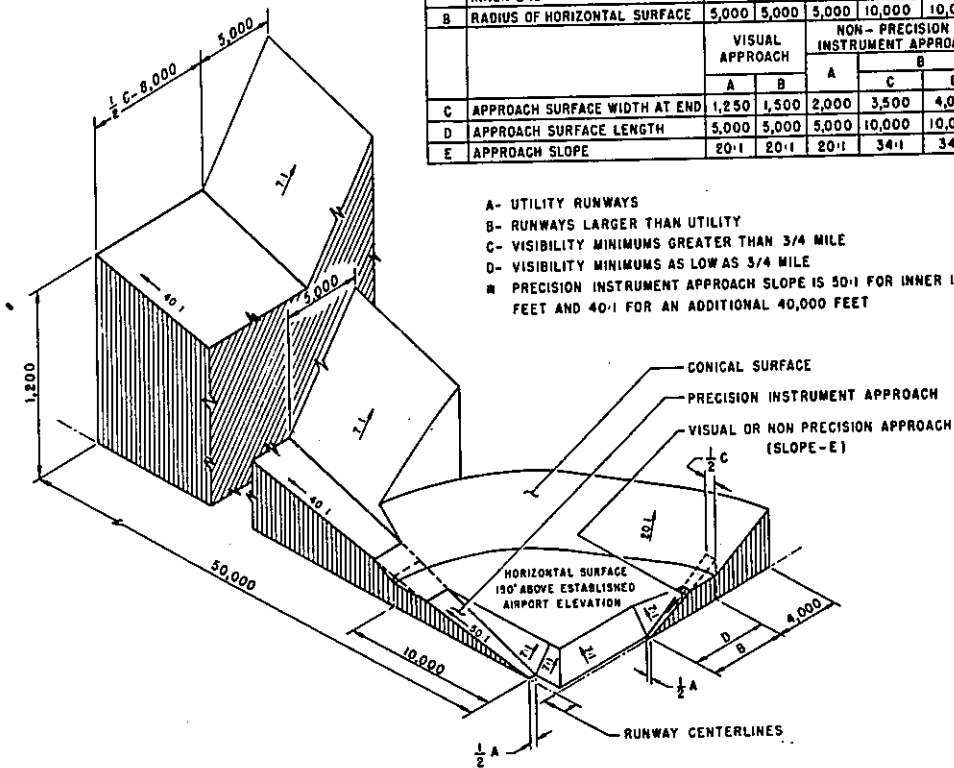 B RADIUS OF HORIZONTAL SURFACE 5,000 5,000 5,000 10,000 10,0
VISUAL APPROACH NON-PRECISION INSTRUMENT APPROA
A B A B
C D
C APPROACH SURFACE WIDTH AT END 1,250 1,500 2,000 3,500 4,0
D APPROACH SURFACE LENGTH 5,000 5,000 5,000 10,000 10,0
E APPROACH SLOPE 20:1 20:1 20:1 34:1 34
A- UTILITY RUNWAYS
B- RUNWAYS LARGER THAN UTILITY
C- VISIBILITY MINIMUMS GREATER THAN 3/4 MILE
D- VISIBILITY MINIMUMS AS LOW AS 3/4 MILE
* PRECISION INSTRUMENT APPROACH SLOPE IS 50:1 FOR INNER
FEET AND 40:1 FOR AN ADDITIONAL 40,000 FEET
5,000
1/2 C-8,000
7:1
40:1
5,000
1,200
7:1
40:1
CONICAL SURFACE
PRECISION INSTRUMENT APPROACH
VISUAL OR NON PRECISION APPROACH
(SLOPE-E)
1/2 C
20:1
50,000
HORIZONTAL SURFACE
150' ABOVE ESTABLISHED
AIRPORT ELEVATION
50:1
10,000
7:1
7:1
7:1
7:1
7:1
4,000
D
B
1/2 A
RUNWAY CENTERLINES
1/2 A